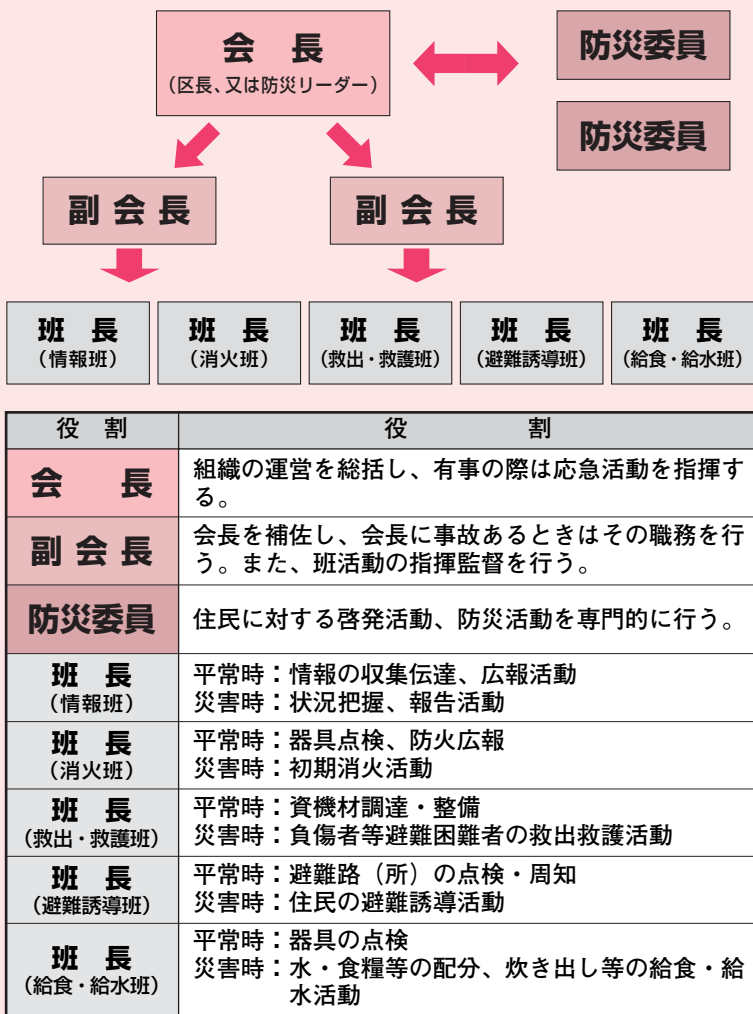 会長
防災委員
(区長、又は防災リーダー)
防災委員
副会長
副会長
班長
(情報班)
班長
(消火班)
班長
(救出・救護班)
班長
(避難誘導班)
班長
(給食・給水班)
役割
役割
会長
組織の運営を総括し、有事の際は応急活動を指揮す
る。
副会長
会長を補佐し、会長に事故あるときはその職務を行
う。また、班活動の指揮監督を行う。
防災委員
住民に対する啓発活動、防災活動を専門的に行う。
班長
(情報班)
平常時:情報の収集伝達、広報活動
災害時:状況把握、報告活動
班長
(消火班)
平常時:器具点検、防火広報
災害時:初期消火活動
班長
(救出・救護班)
平常時:資機材調達・整備
災害時:負傷者等避難困難者の救出救護活動
班長
(避難誘導班)
平常時:避難路(所)の点検・周知
災害時:住民の避難誘導活動
班長
(給食・給水班)
平常時:器具の点検
災害時:水・食糧等の配分、炊き出し等の給食・給
水活動